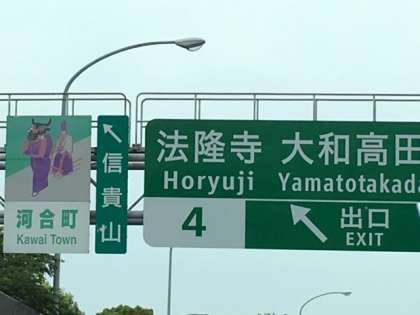 河合町
Kawai Town
信貴山
法隆寺 大和高田
Horyuji Yamatotakad
4
出口
EXIT